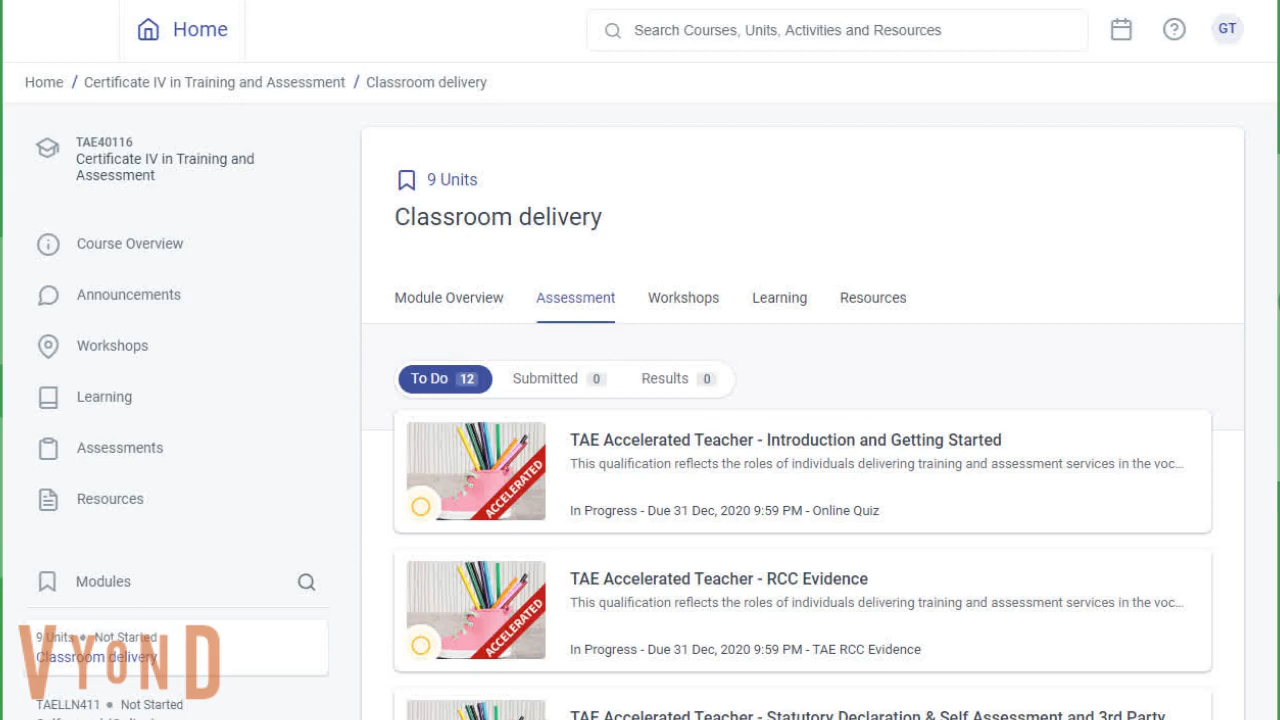 Home
Search Courses, Units, Activities and Resources
GT
Home / Certificate IV in Training and Assessment / Classroom delivery
TAE40116
Certificate IV in Training and
Assessment
Course Overview
Announcements
Workshops
Learning
Assessments
Resources
Modules
9 Units • Not Started
Classroom delivery
VYOND
TAELLN411 • Not Started
9 Units
Classroom delivery
Module Overview
Assessment
Workshops
Learning
Resources
To Do 12
Submitted 0
Results 0
ACCELERATED
TAE Accelerated Teacher - Introduction and Getting Started
This qualification reflects the roles of individuals delivering training and assessment services in the voc...
In Progress - Due 31 Dec, 2020 9:59 PM - Online Quiz
ACCELERATED
TAE Accelerated Teacher - RCC Evidence
This qualification reflects the roles of individuals delivering training and assessment services in the voc...
In Progress - Due 31 Dec, 2020 9:59 PM - TAE RCC Evidence
TAE Accelerated Teacher - Statutory Declaration & Self Assessment and 3rd Party